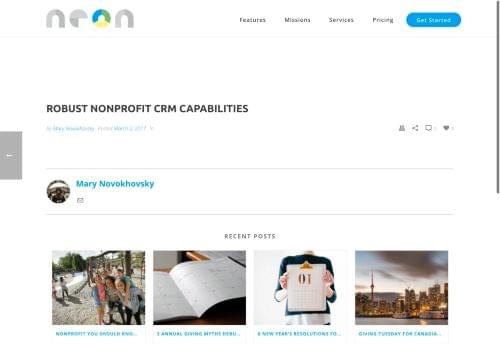 neon
Features Missions Services Pricing Get Started
ROBUST NONPROFIT CRM CAPABILITIES
By Mary Novokhovsky Posted March 2, 2017 In
Mary Novokhovsky
RECENT POSTS
NONPROFIT YOU SHOULD KNO...
5 ANNUAL GIVING MYTHS DEBU...
6 NEW YEAR'S RESOLUTIONS FO...
GIVING TUESDAY FOR CANADIA...